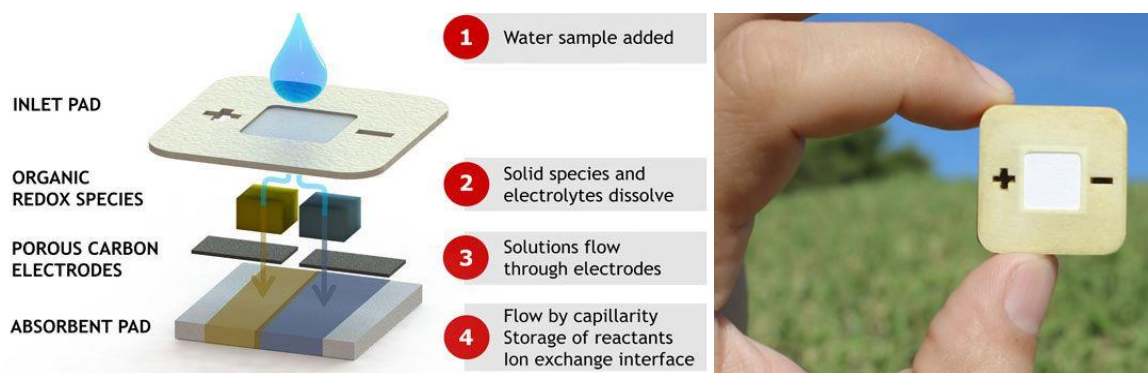 1
Water sample added
INLET PAD
+
−
ORGANIC
REDOX SPECIES
2
Solid species and
electrolytes dissolve
POROUS CARBON
ELECTRODES
3
Solutions flow
through electrodes
ABSORBENT PAD
4
Flow by capillarity
Storage of reactants
Ion exchange interface
+
−